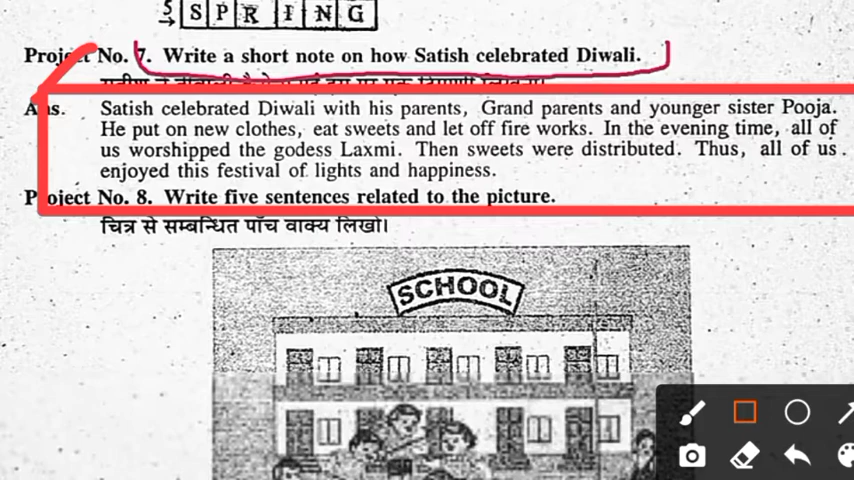 5
S P R I N G
Project No. 7. Write a short note on how Satish celebrated Diwali.
Ans. Satish celebrated Diwali with his parents, Grand parents and younger sister Pooja.
He put on new clothes, eat sweets and let off fire works. In the evening time, all of
us worshipped the godess Laxmi. Then sweets were distributed. Thus, all of us
enjoyed this festival of lights and happiness.
Project No. 8. Write five sentences related to the picture.
चित्र से सम्बन्धित पाँच वाक्य लिखो।
SCHOOL